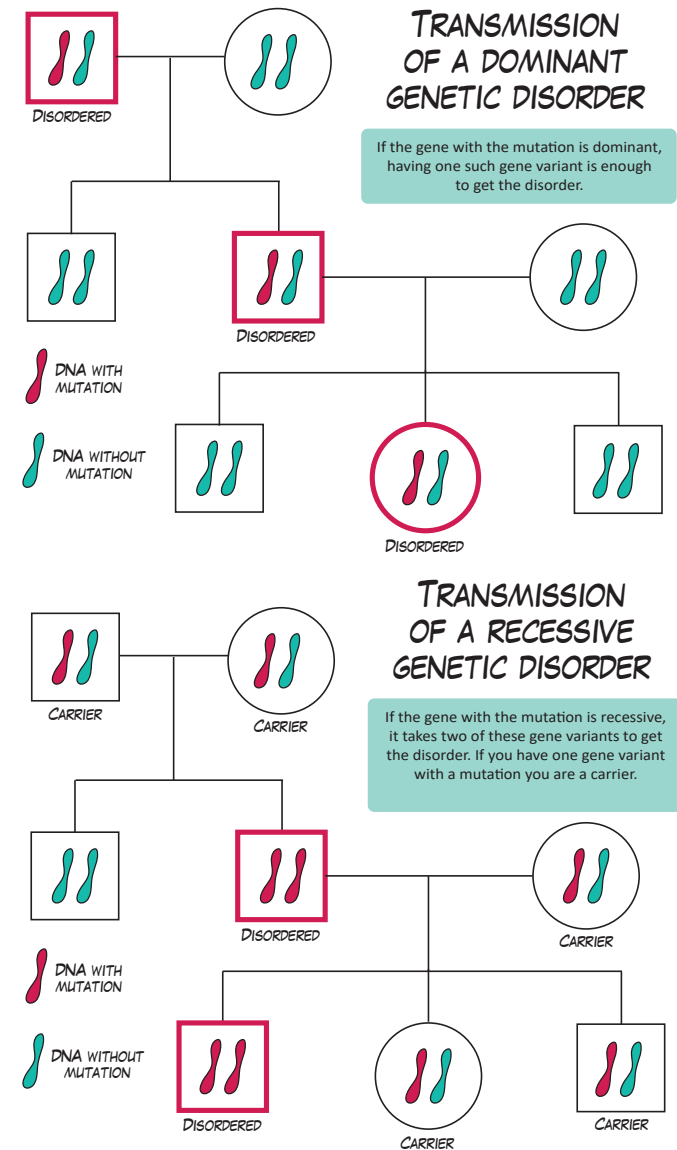 TRANSMISSION
OF A DOMINANT
GENETIC DISORDER
If the gene with the mutation is dominant,
having one such gene variant is enough
to get the disorder.
DISORDERED
DISORDERED
DNA WITH
MUTATION
DNA WITHOUT
MUTATION
DISORDERED
TRANSMISSION
OF A RECESSIVE
GENETIC DISORDER
If the gene with the mutation is recessive,
it takes two of these gene variants to get
the disorder. If you have one gene variant
with a mutation you are a carrier.
CARRIER
CARRIER
DISORDERED
CARRIER
DNA WITH
MUTATION
DNA WITHOUT
MUTATION
DISORDERED
CARRIER
CARRIER